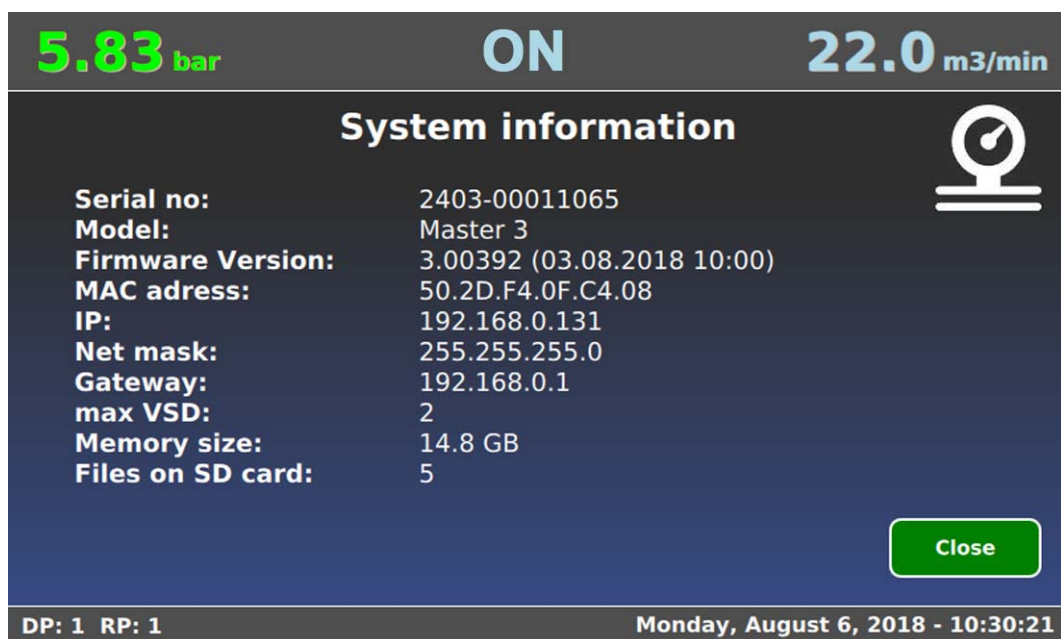 5.83 bar ON 22.0 m3/min
System information
Serial no: 2403-00011065
Model: Master 3
Firmware Version: 3.00392 (03.08.2018 10:00)
MAC adress: 50.2D.F4.0F.C4.08
IP: 192.168.0.131
Net mask: 255.255.255.0
Gateway: 192.168.0.1
max VSD: 2
Memory size: 14.8 GB
Files on SD card: 5
Close
DP: 1 RP: 1 Monday, August 6, 2018 - 10:30:21